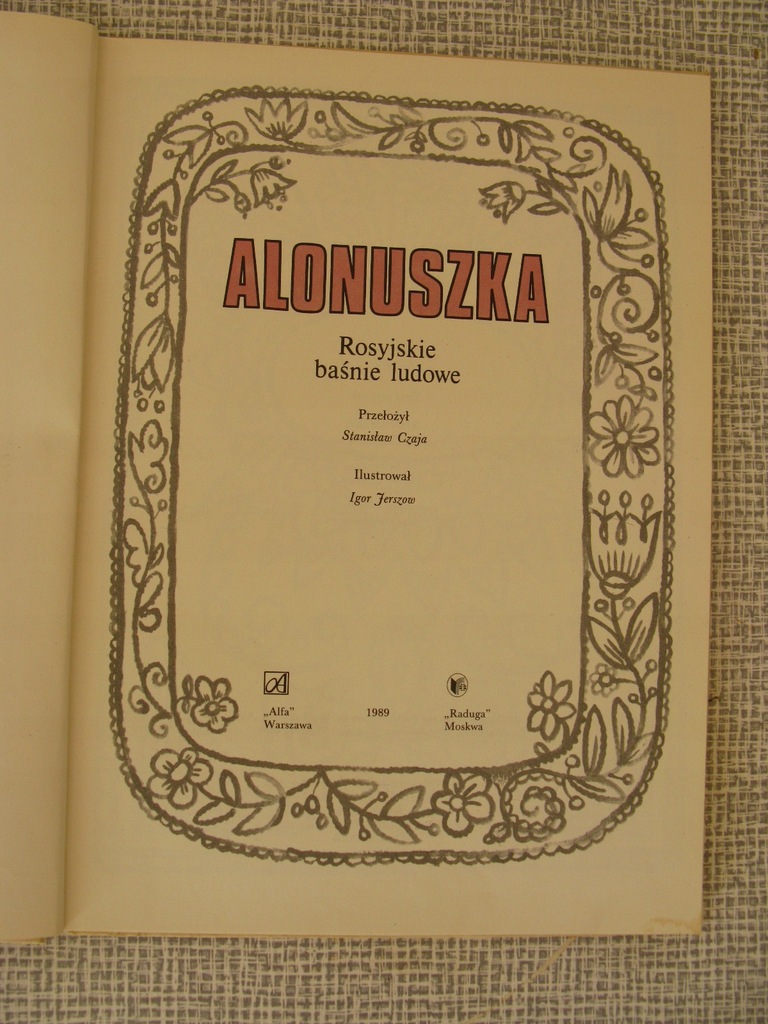 ALONUSZKA
Rosyjskie
baśnie ludowe
Przełożył
Stanisław Czaja
Ilustrował
Igor Jerszow
„Alfa”
Warszawa
1989
„Raduga”
Moskwa